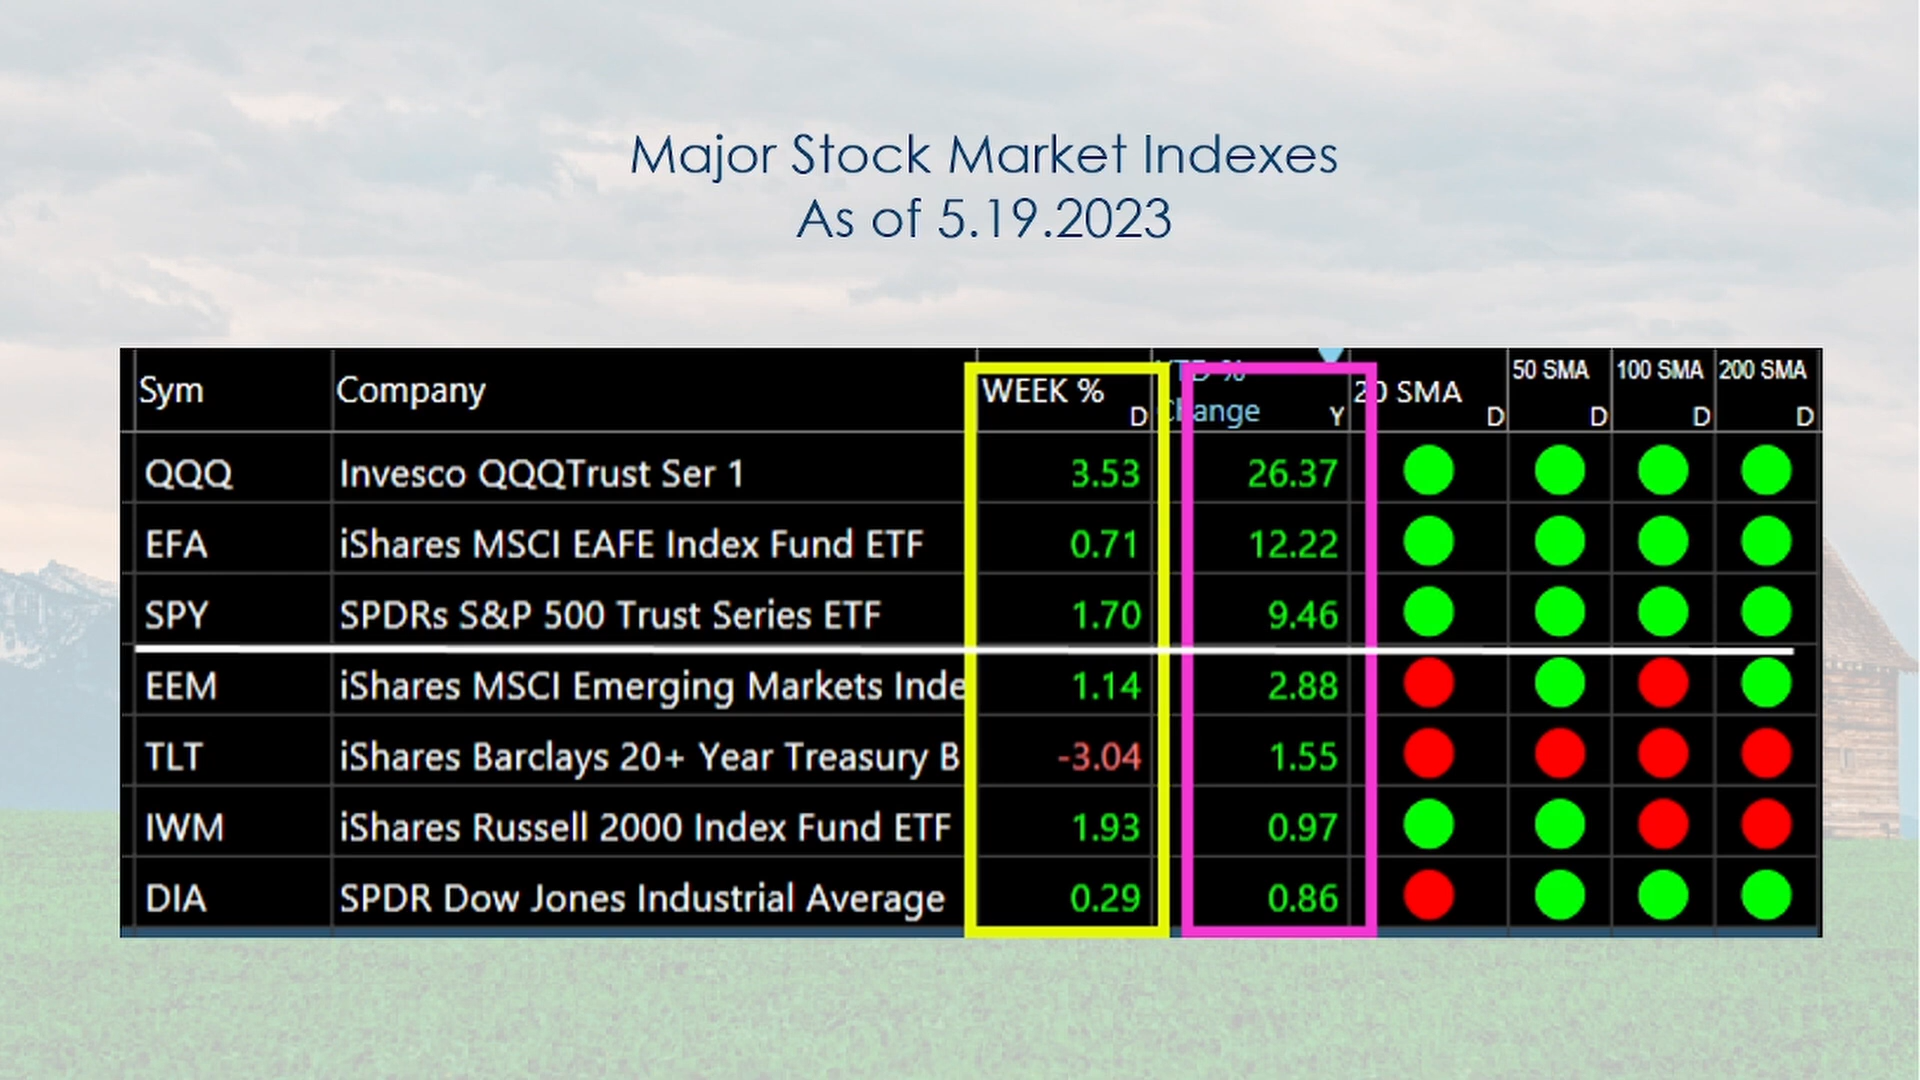 Major Stock Market Indexes
As of 5.19.2023
Sym Company WEEK % D YTD % Change Y 20 SMA D 50 SMA D 100 SMA D 200 SMA D
QQQ Invesco QQQTrust Ser 1 3.53 26.37
EFA iShares MSCI EAFE Index Fund ETF 0.71 12.22
SPY SPDRs S&P 500 Trust Series ETF 1.70 9.46
EEM iShares MSCI Emerging Markets Inde 1.14 2.88
TLT iShares Barclays 20+ Year Treasury B -3.04 1.55
IWM iShares Russell 2000 Index Fund ETF 1.93 0.97
DIA SPDR Dow Jones Industrial Average 0.29 0.86